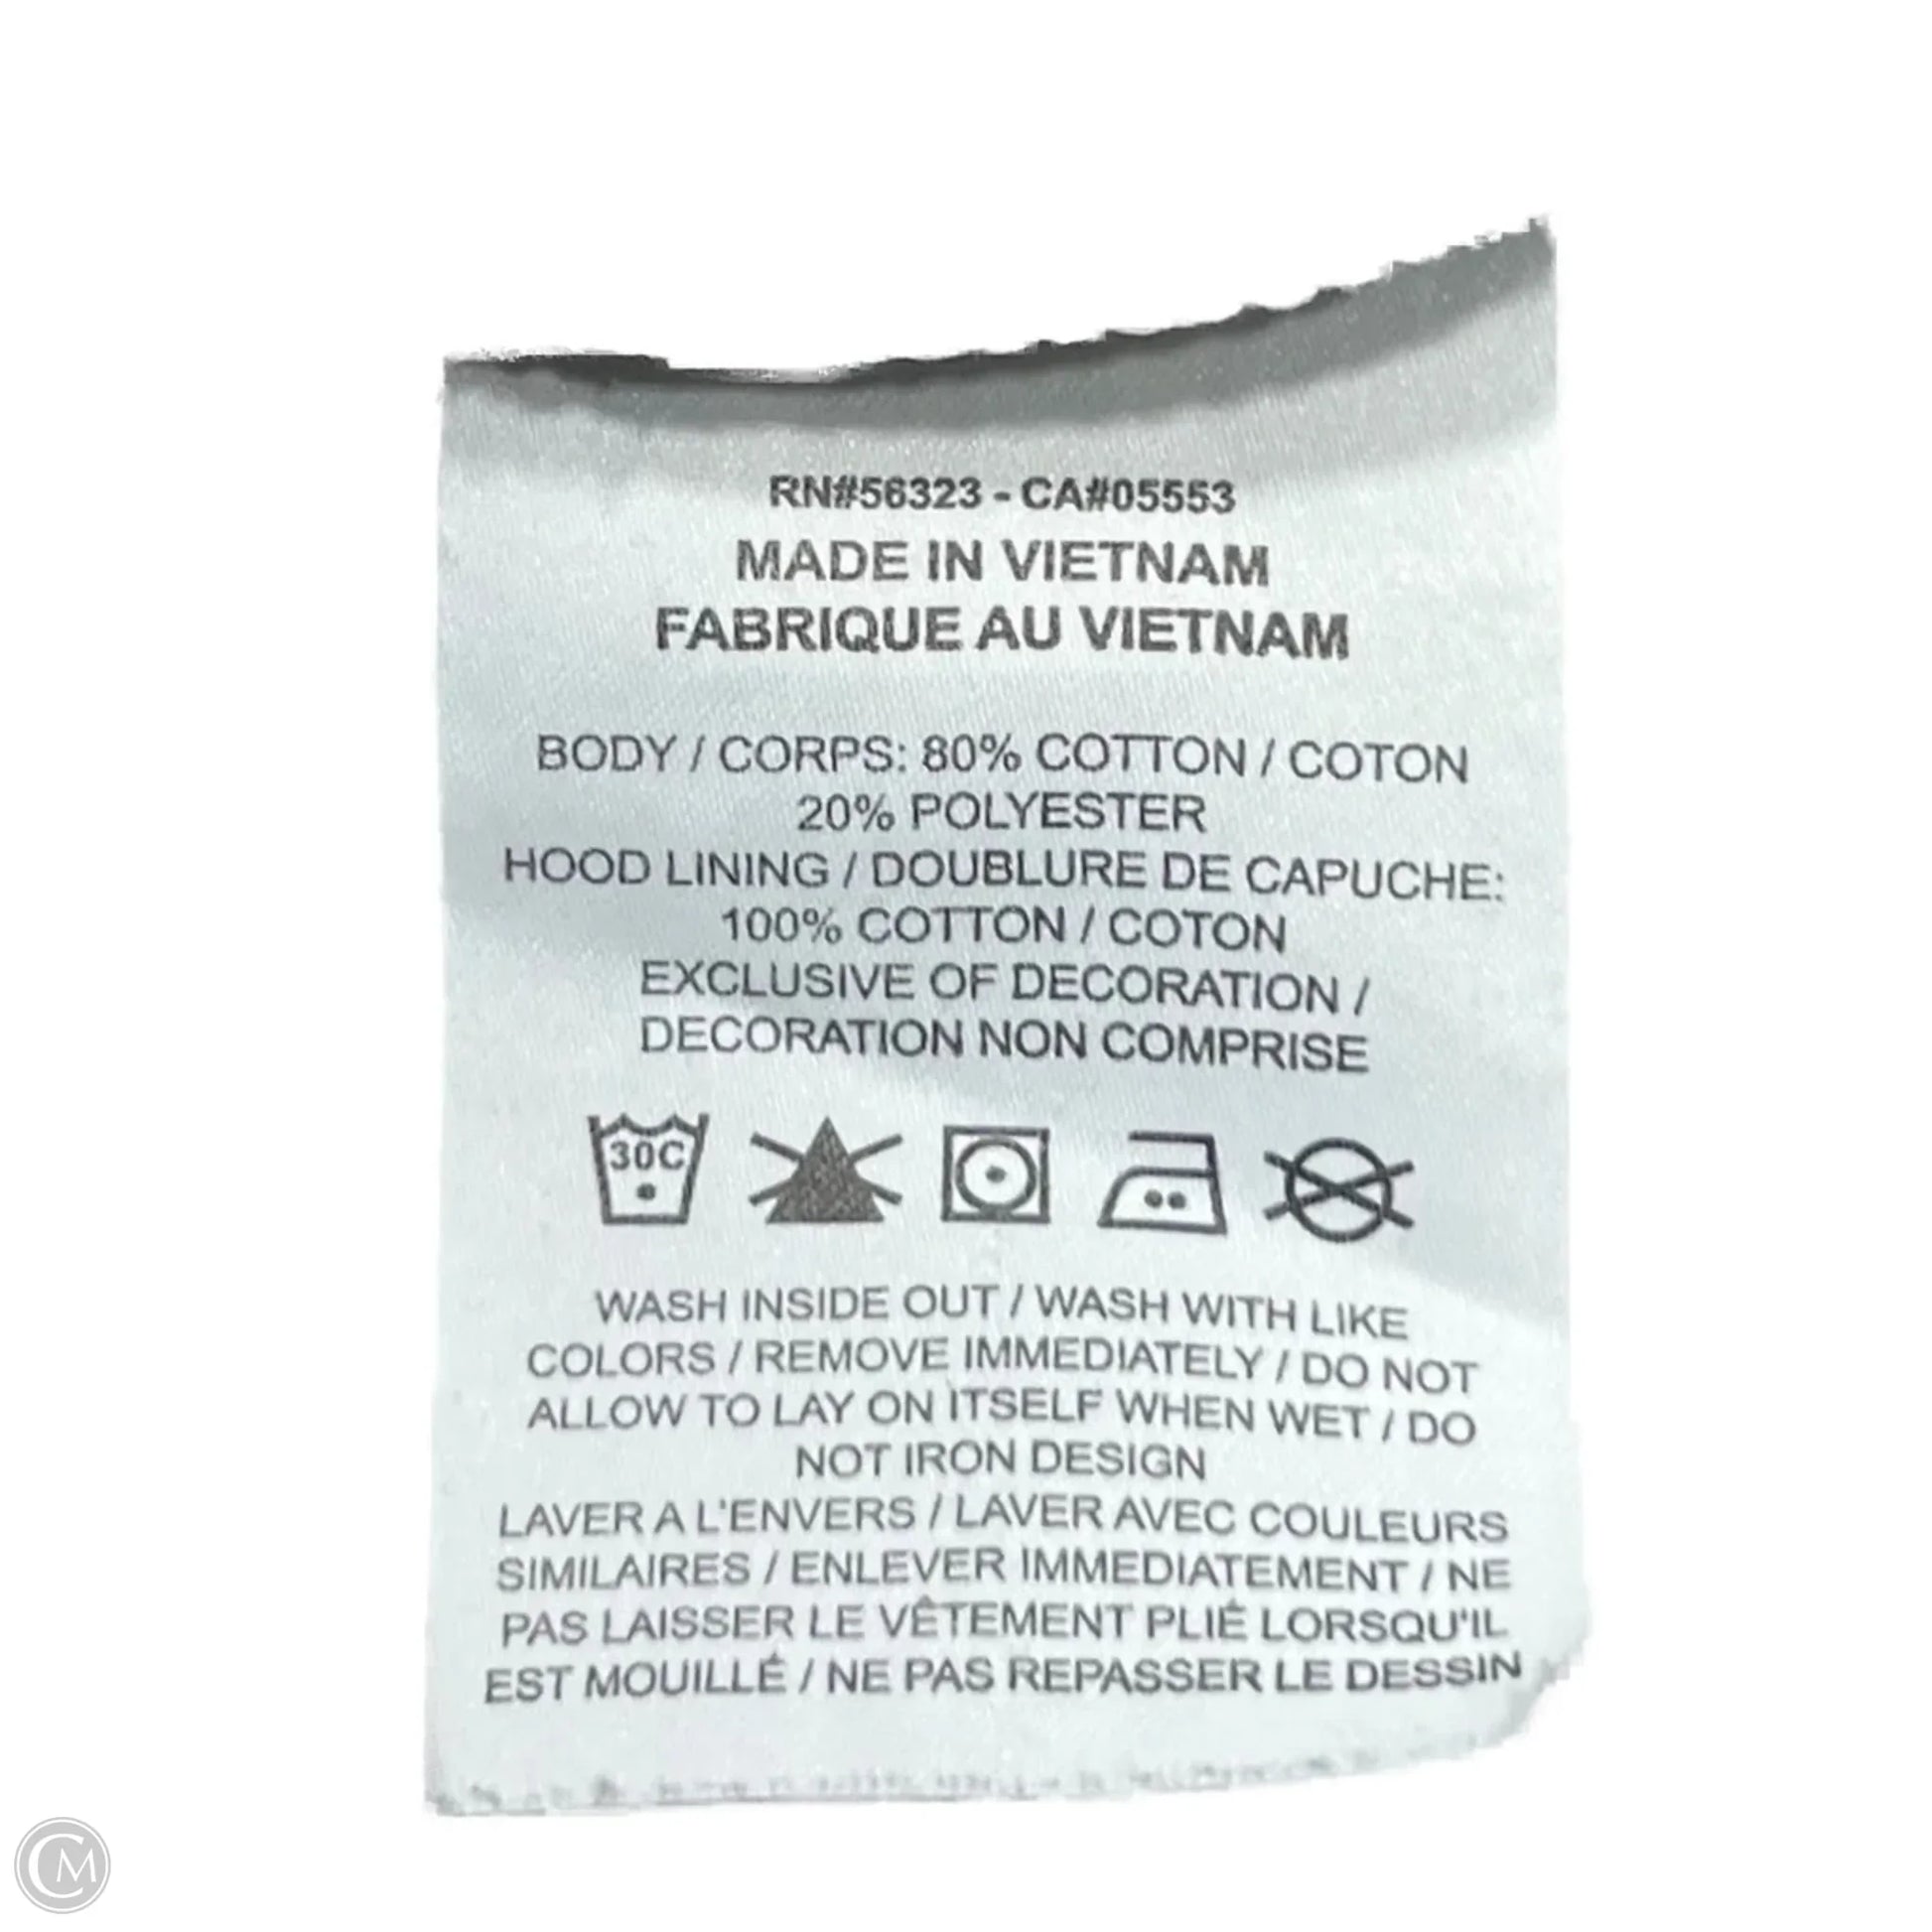 RN#56323 - CA#05553
MADE IN VIETNAM
FABRIQUE AU VIETNAM
BODY / CORPS: 80% COTTON / COTON
20% POLYESTER
HOOD LINING / DOUBLURE DE CAPUCHE:
100% COTTON / COTON
EXCLUSIVE OF DECORATION /
DECORATION NON COMPRISE
30C
WASH INSIDE OUT / WASH WITH LIKE
COLORS / REMOVE IMMEDIATELY / DO NOT
ALLOW TO LAY ON ITSELF WHEN WET / DO
NOT IRON DESIGN
LAVER A L'ENVERS / LAVER AVEC COULEURS
SIMILAIRES / ENLEVER IMMEDIATEMENT / NE
PAS LAISSER LE VÊTEMENT PLIÉ LORSQU'IL
EST MOUILLÉ / NE PAS REPASSER LE DESSIN
CM